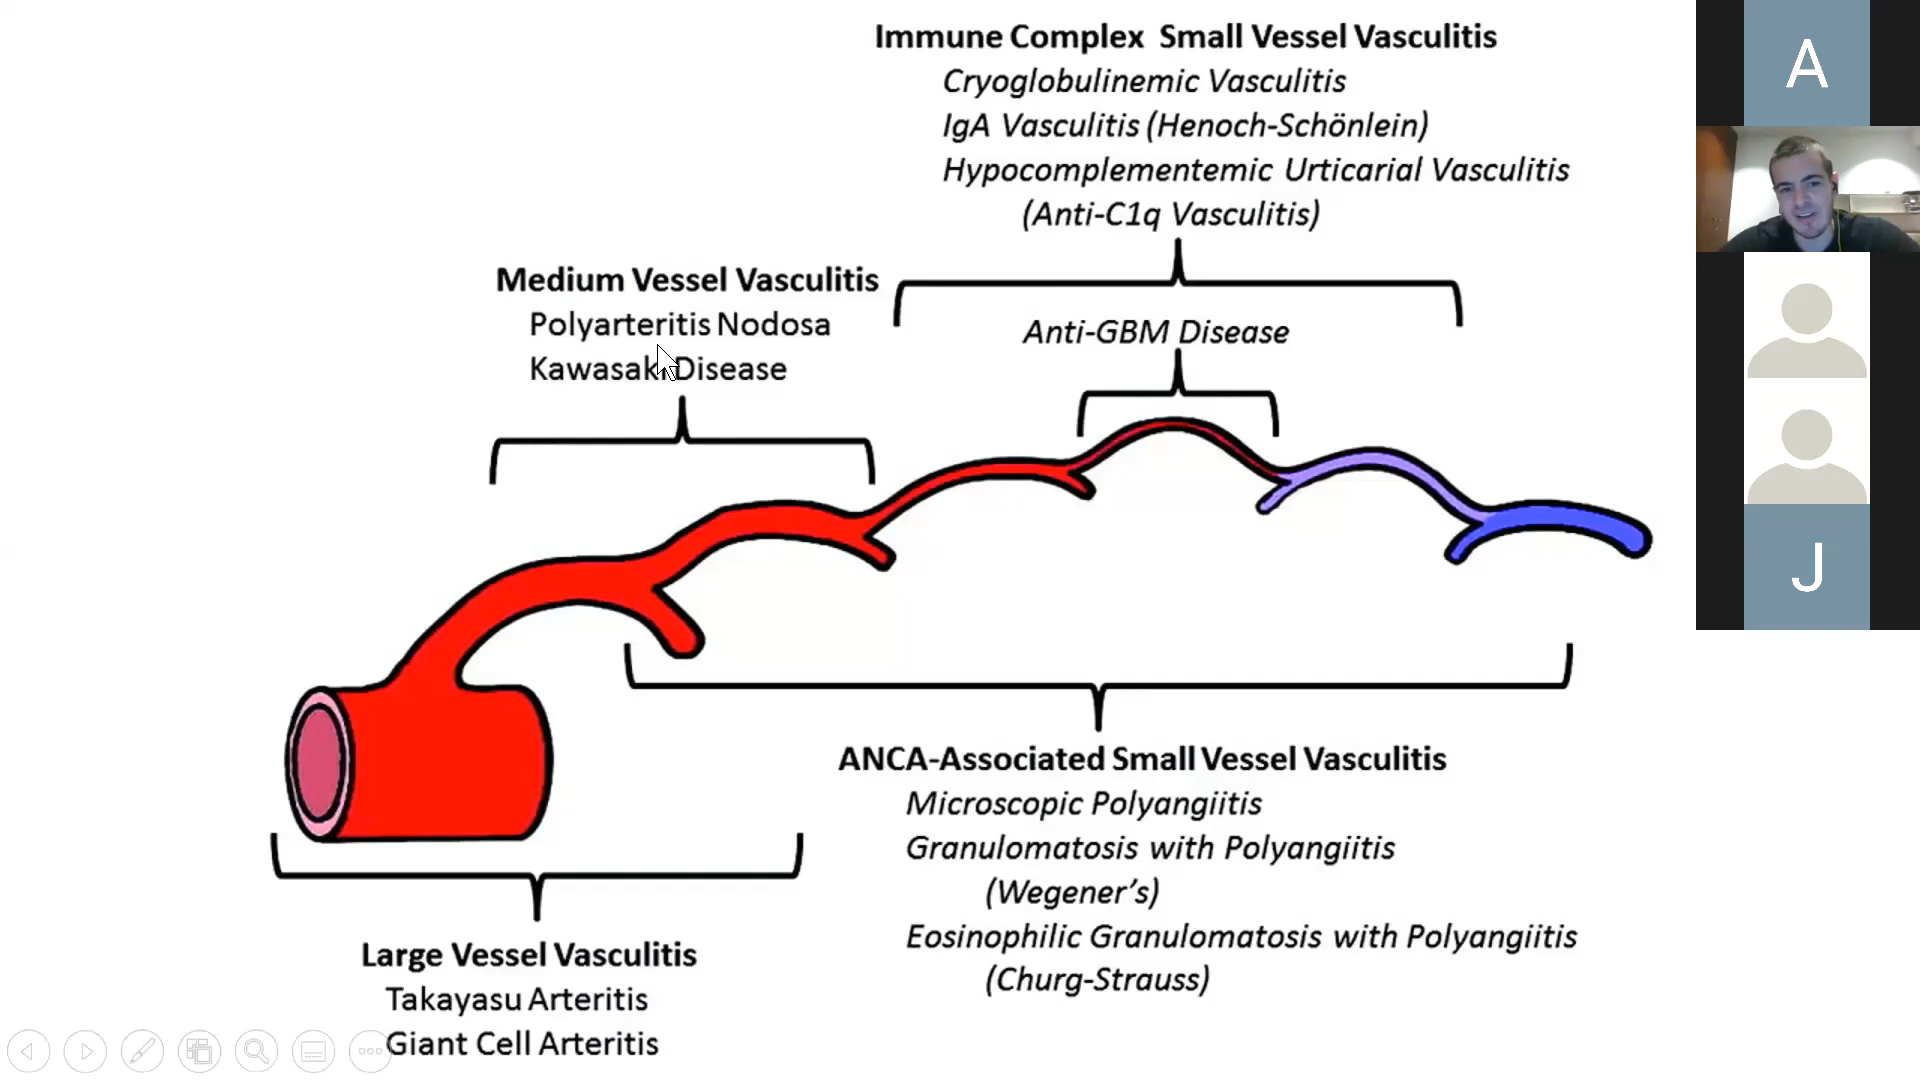 Immune Complex Small Vessel Vasculitis
Cryoglobulinemic Vasculitis
IgA Vasculitis (Henoch-Schönlein)
Hypocomplementemic Urticarial Vasculitis
(Anti-C1q Vasculitis)
Medium Vessel Vasculitis
Polyarteritis Nodosa
Kawasaki Disease
Anti-GBM Disease
ANCA-Associated Small Vessel Vasculitis
Microscopic Polyangiitis
Granulomatosis with Polyangiitis
(Wegener’s)
Eosinophilic Granulomatosis with Polyangiitis
(Churg-Strauss)
Large Vessel Vasculitis
Takayasu Arteritis
Giant Cell Arteritis
A
J